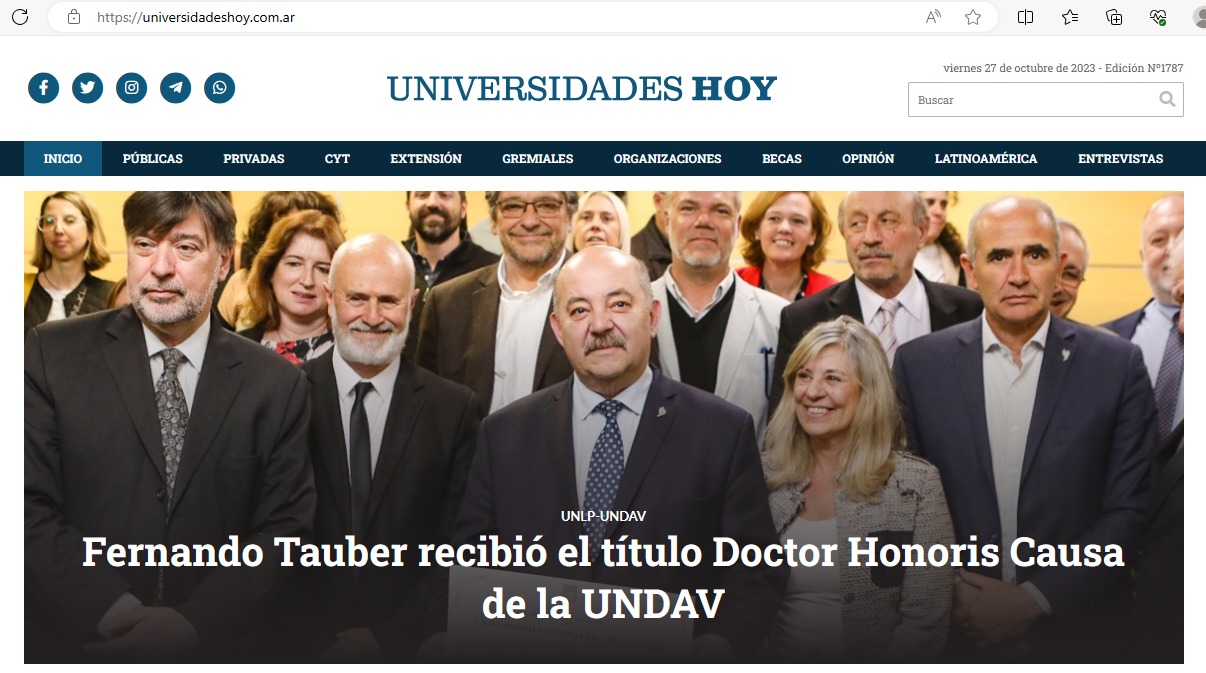 https://universidadeshoy.com.ar
viernes 27 de octubre de 2023 - Edición Nº1787
UNIVERSIDADES HOY
Buscar
INICIO PÚBLICAS PRIVADAS CYT EXTENSIÓN GREMIALES ORGANIZACIONES BECAS OPINIÓN LATINOAMÉRICA ENTREVISTAS
UNLP-UNDAV
Fernando Tauber recibió el título Doctor Honoris Causa
de la UNDAV